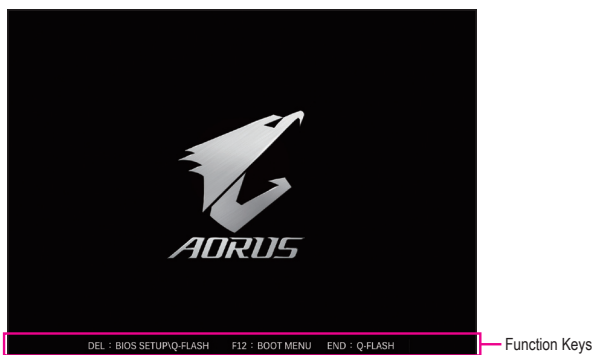 AORUS
DEL : BIOS SETUP\Q-FLASH F12 : BOOT MENU END : Q-FLASH
Function Keys